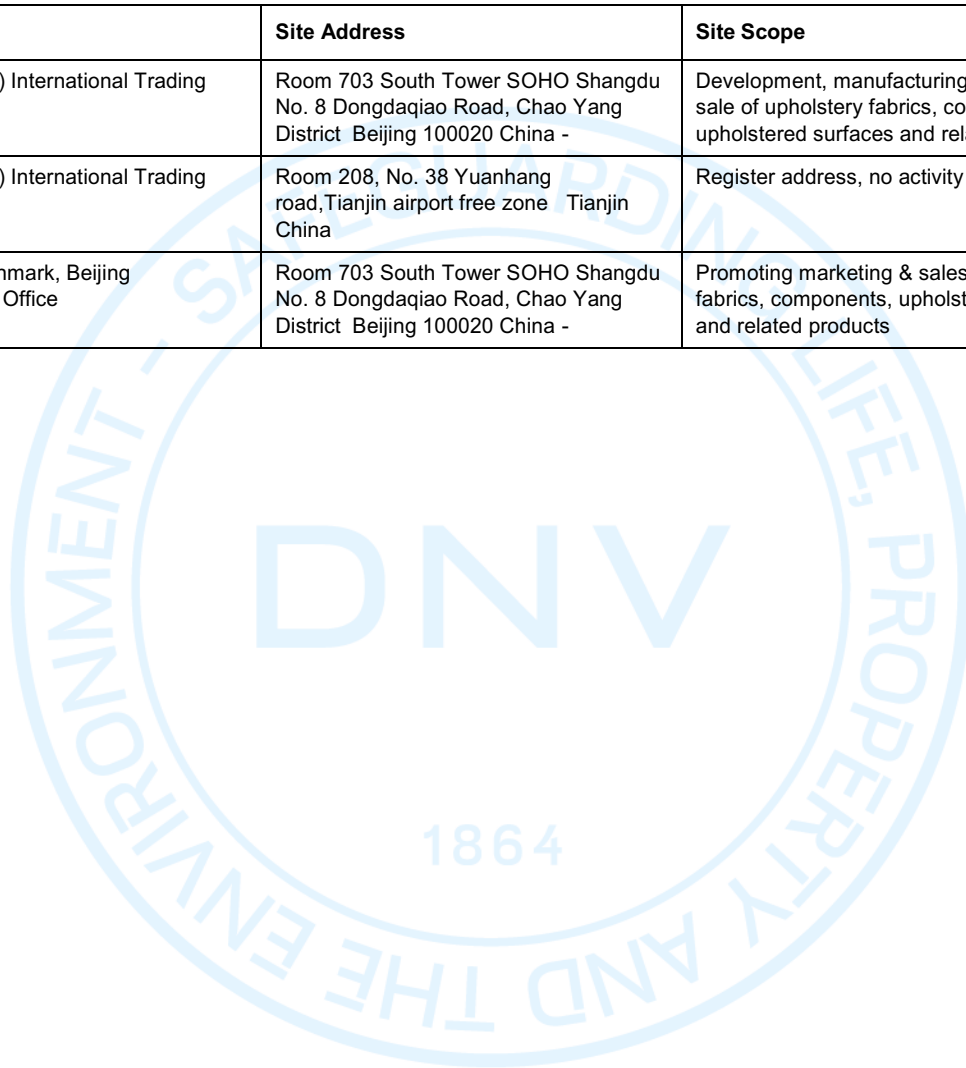 Site Address
Site Scope
) International Trading
Room 703 South Tower SOHO Shangdu
No. 8 Dongdaqiao Road, Chao Yang
District Beijing 100020 China -
Development, manufacturing
sale of upholstery fabrics, co
upholstered surfaces and rel
) International Trading
Room 208, No. 38 Yuanhang
road,Tianjin airport free zone Tianjin
China
Register address, no activity
nmark, Beijing
Office
Room 703 South Tower SOHO Shangdu
No. 8 Dongdaqiao Road, Chao Yang
District Beijing 100020 China -
Promoting marketing & sales
fabrics, components, upholst
and related products
SAFEGUARDING LIFE, PROPERTY AND THE ENVIRONMENT -
DNV
1864